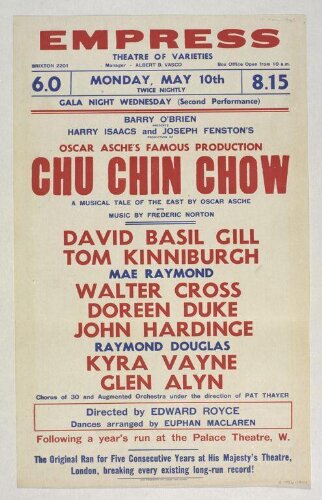 EMPRESS
THEATRE OF VARIETIES
BRIXTON 2201 Manager - ALBERT B. VASCO Box Office Open from 10 a.m.
6.0 MONDAY, MAY 10th 8.15
TWICE NIGHTLY
GALA NIGHT WEDNESDAY (Second Performance)
BARRY O'BRIEN
PRESENTS
HARRY ISAACS and JOSEPH FENSTON'S
PRODUCTION OF
OSCAR ASCHE'S FAMOUS PRODUCTION
CHU CHIN CHOW
A MUSICAL TALE OF THE EAST BY OSCAR ASCHE
WITH
MUSIC BY FREDERIC NORTON
DAVID BASIL GILL
TOM KINNIBURGH
MAE RAYMOND
WALTER CROSS
DOREEN DUKE
JOHN HARDINGE
RAYMOND DOUGLAS
KYRA VAYNE
GLEN ALYN
Chorus of 30 and Augmented Orchestra under the direction of PAT THAYER
Directed by EDWARD ROYCE
Dances arranged by EUPHAN MACLAREN
Following a year's run at the Palace Theatre, W.
The Original Ran for Five Consecutive Years at His Majesty's Theatre,
London, breaking every existing long-run record!